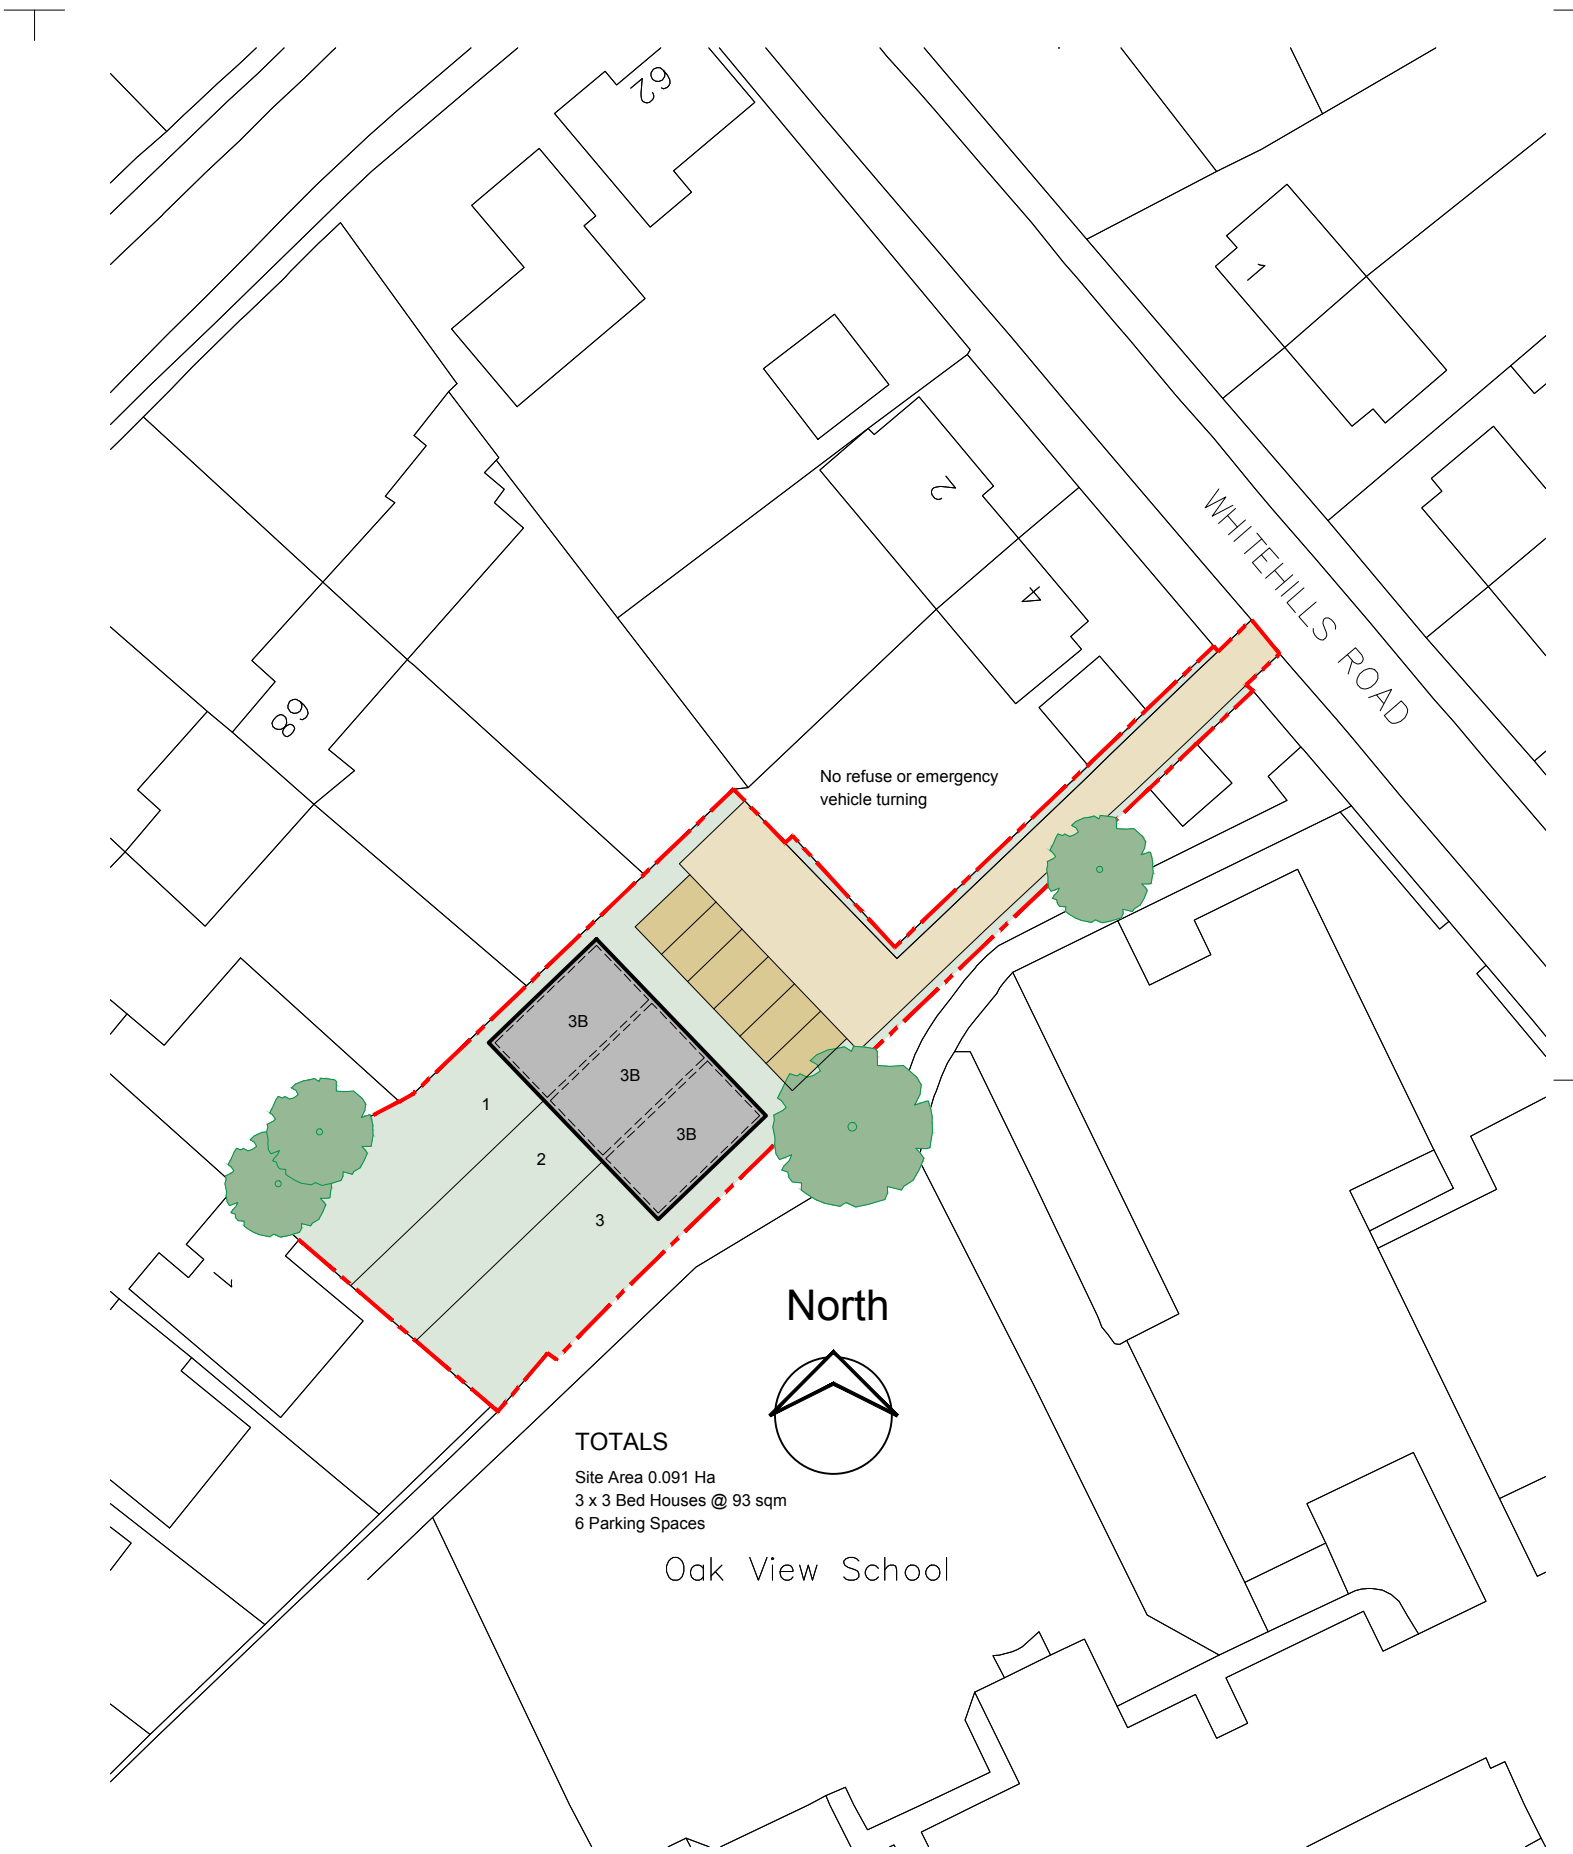 62
1
2
WHITEHILLS ROAD
4
68
No refuse or emergency
vehicle turning
3B
3B
3B
1
2
3
1
North
TOTALS
Site Area 0.091 Ha
3 x 3 Bed Houses @ 93 sqm
6 Parking Spaces
Oak View School